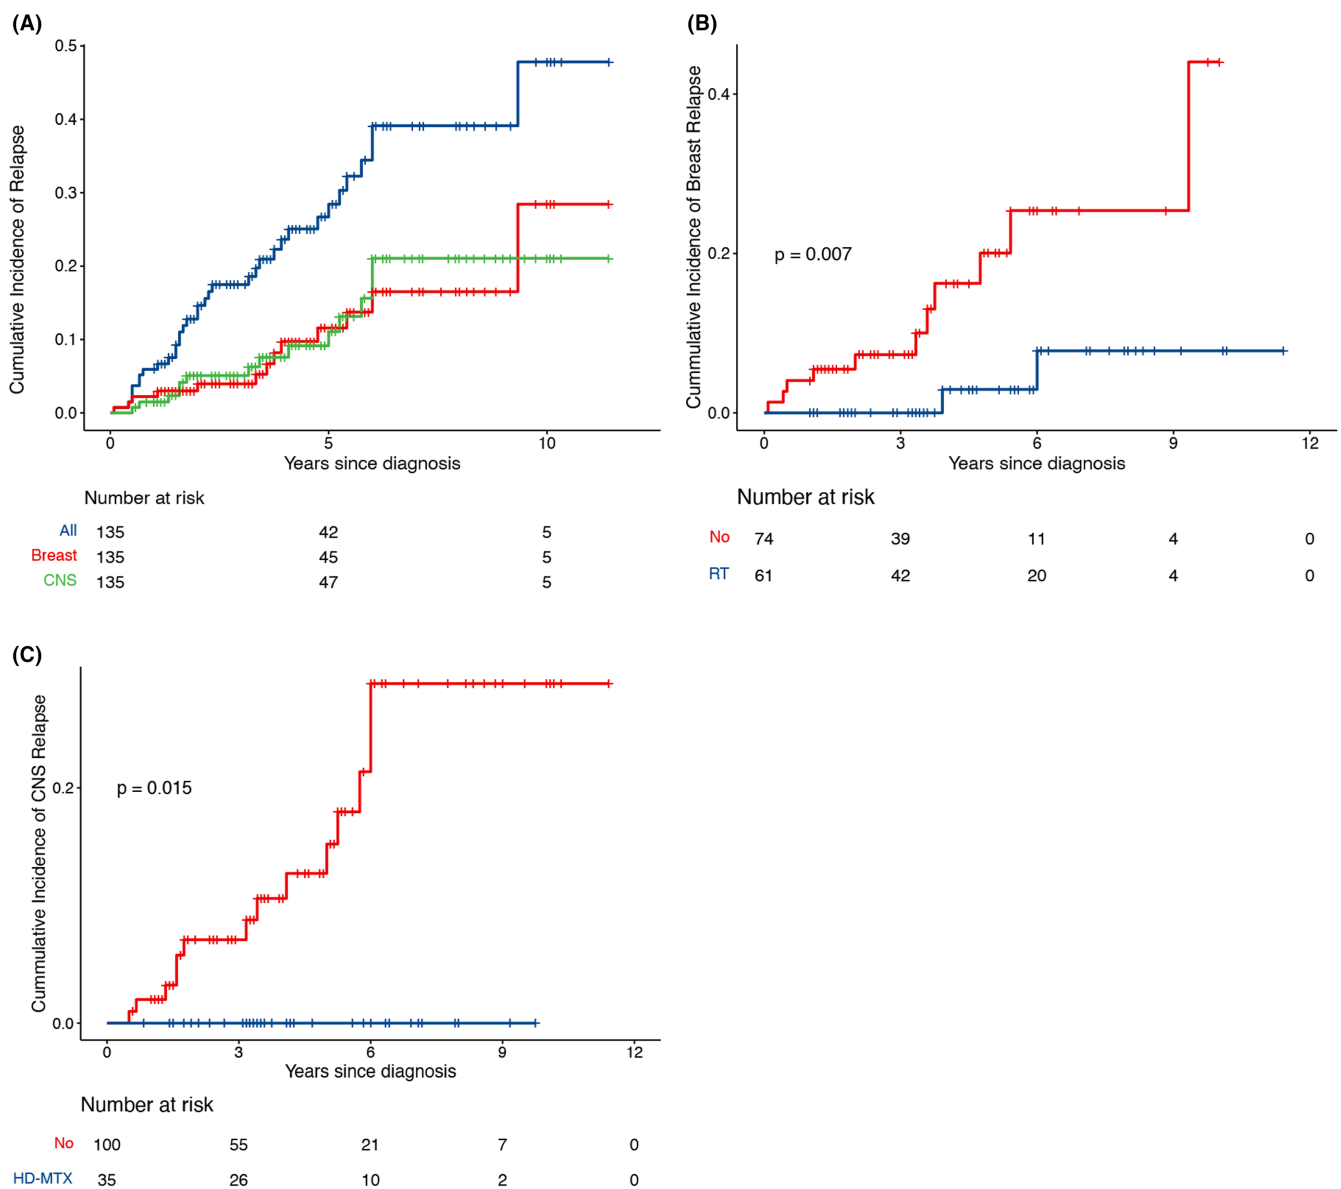 (A)
Cumulative Incidence of Relapse
0.5
0.4
0.3
0.2
0.1
0.0
0 5 10
Years since diagnosis
Number at risk
All 135 42 5
Breast 135 45 5
CNS 135 47 5
(B)
Cummulative Incidence of Breast Relapse
0.4
0.2
0.0
p = 0.007
0 3 6 9 12
Years since diagnosis
Number at risk
No 74 39 11 4 0
RT 61 42 20 4 0
(C)
Cummulative Incidence of CNS Relapse
0.2
0.0
p = 0.015
0 3 6 9 12
Years since diagnosis
Number at risk
No 100 55 21 7 0
HD-MTX 35 26 10 2 0